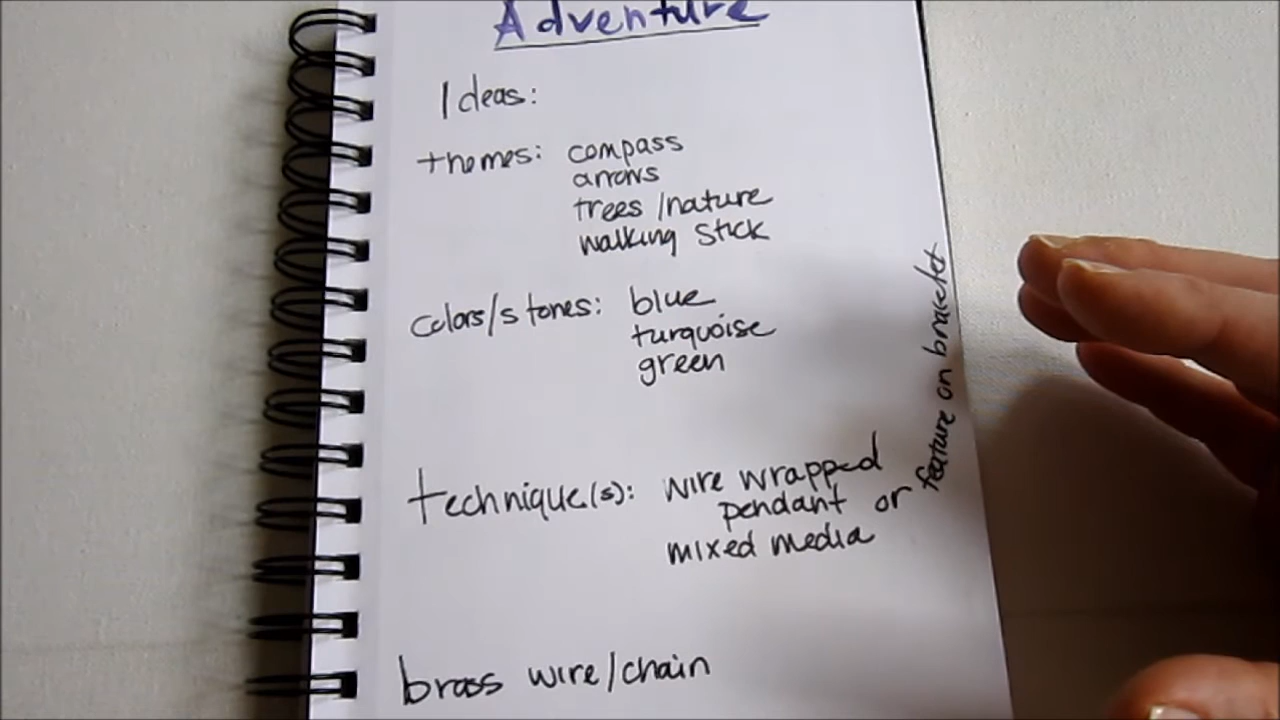 Adventure
Ideas:
themes: compass
arrows
trees/nature
walking stick
colors/stones: blue
turquoise
green
technique(s): wire wrapped
pendant or feature on bracelet
mixed media
brass wire/chain